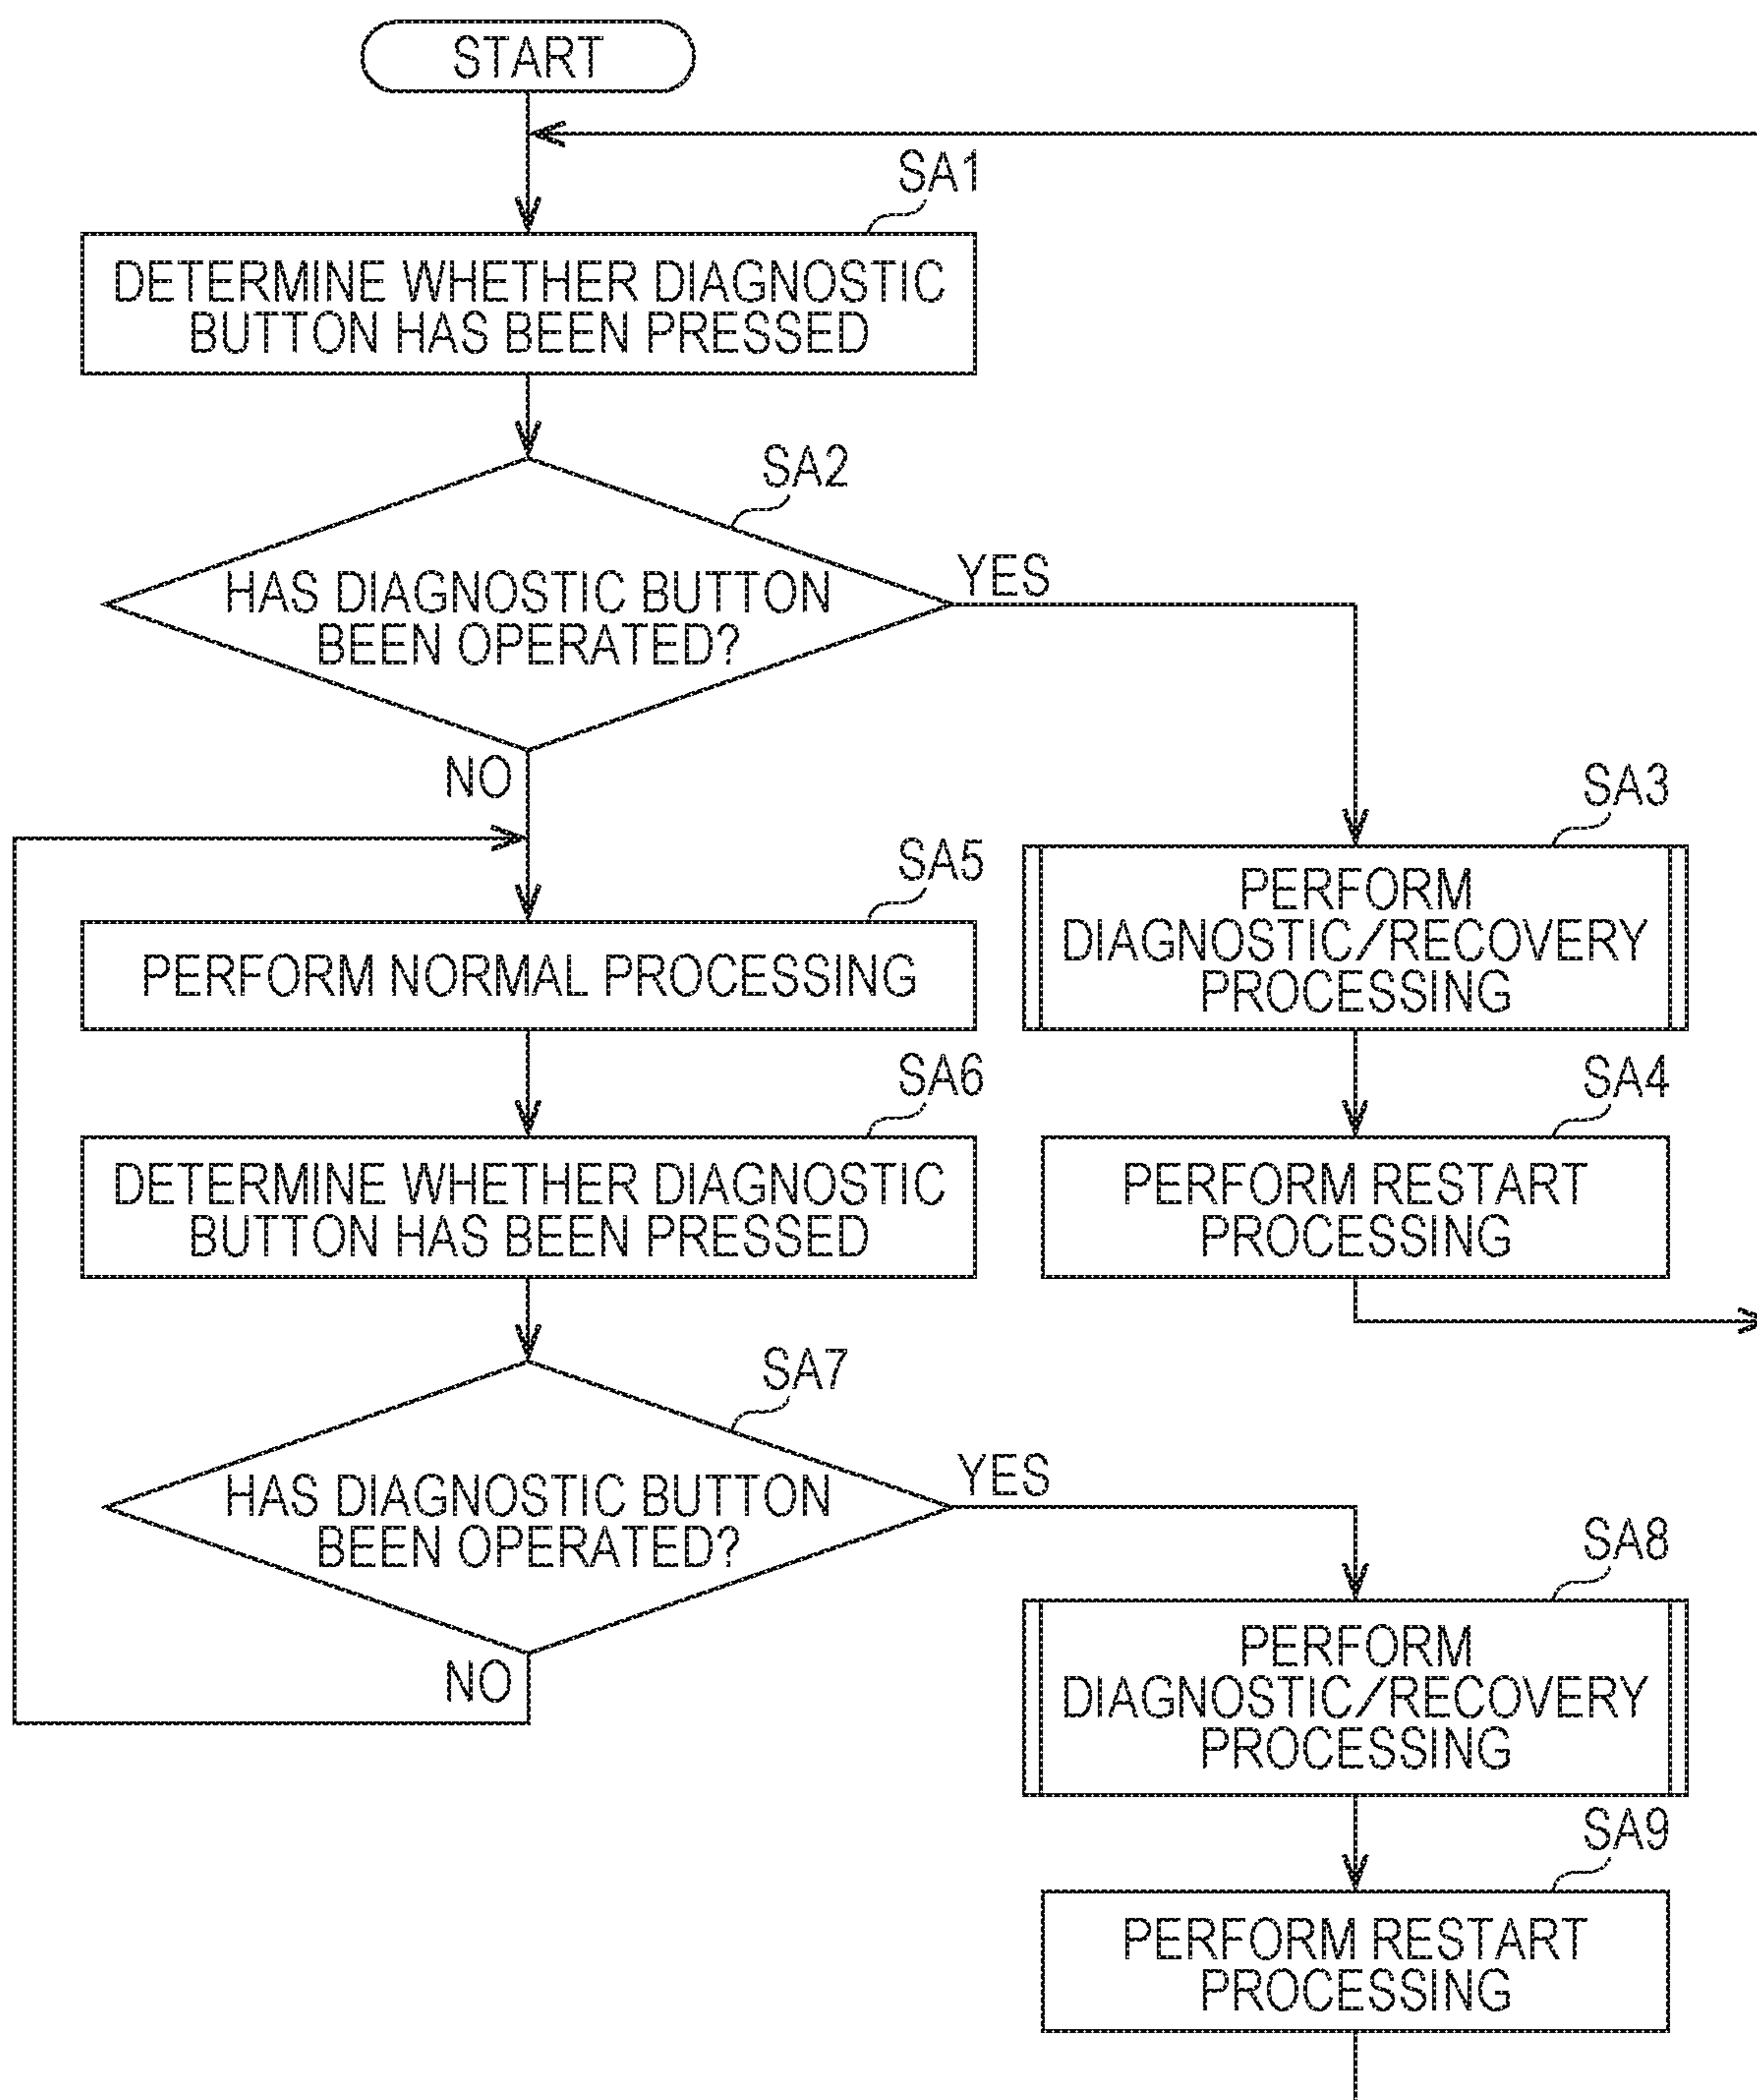 START
SA1
DETERMINE WHETHER DIAGNOSTIC
BUTTON HAS BEEN PRESSED
SA2
HAS DIAGNOSTIC BUTTON
BEEN OPERATED?
YES
NO
SA3
PERFORM
DIAGNOSTIC/RECOVERY
PROCESSING
SA4
PERFORM RESTART
PROCESSING
SA5
PERFORM NORMAL PROCESSING
SA6
DETERMINE WHETHER DIAGNOSTIC
BUTTON HAS BEEN PRESSED
SA7
HAS DIAGNOSTIC BUTTON
BEEN OPERATED?
YES
NO
SA8
PERFORM
DIAGNOSTIC/RECOVERY
PROCESSING
SA9
PERFORM RESTART
PROCESSING